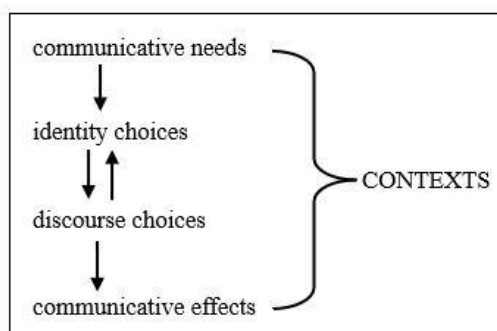 communicative needs
identity choices
CONTEXTS
discourse choices
communicative effects